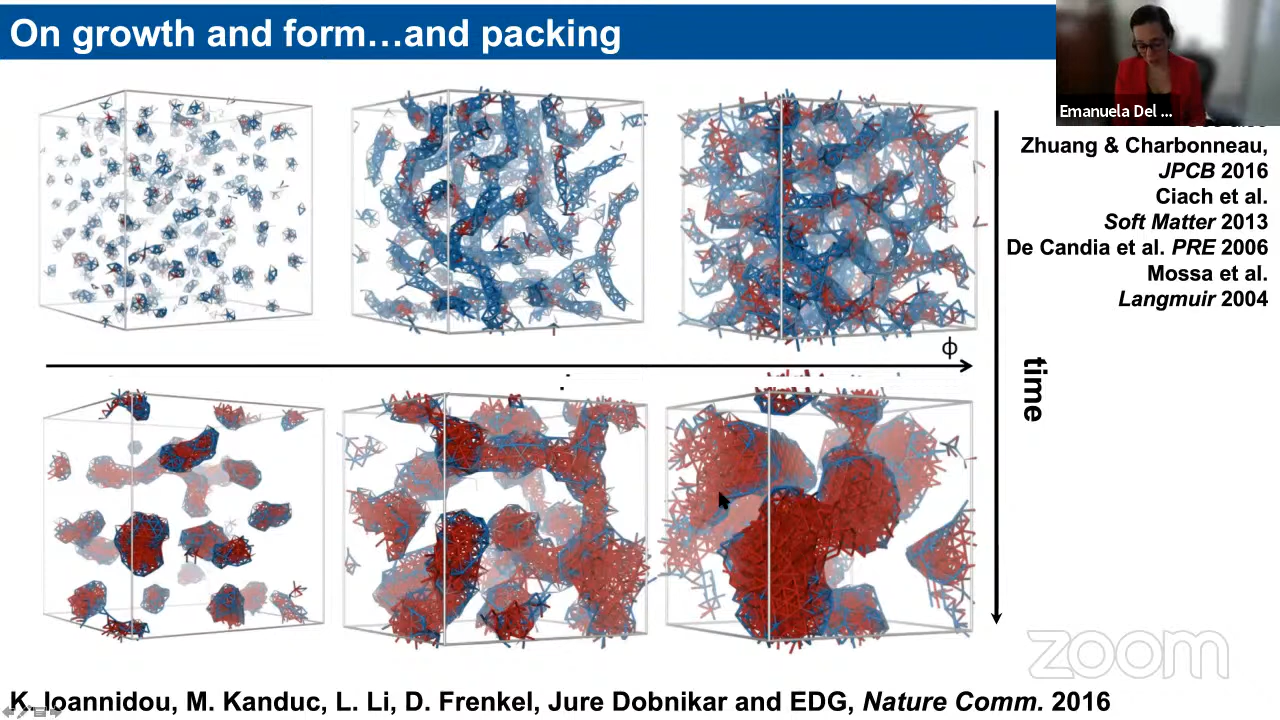 On growth and form…and packing
Emanuela Del ...
Zhuang & Charbonneau,
JPCB 2016
Ciach et al.
Soft Matter 2013
De Candia et al. PRE 2006
Mossa et al.
Langmuir 2004
ϕ
time
zoom
K. Ioannidou, M. Kanduc, L. Li, D. Frenkel, Jure Dobnikar and EDG, Nature Comm. 2016